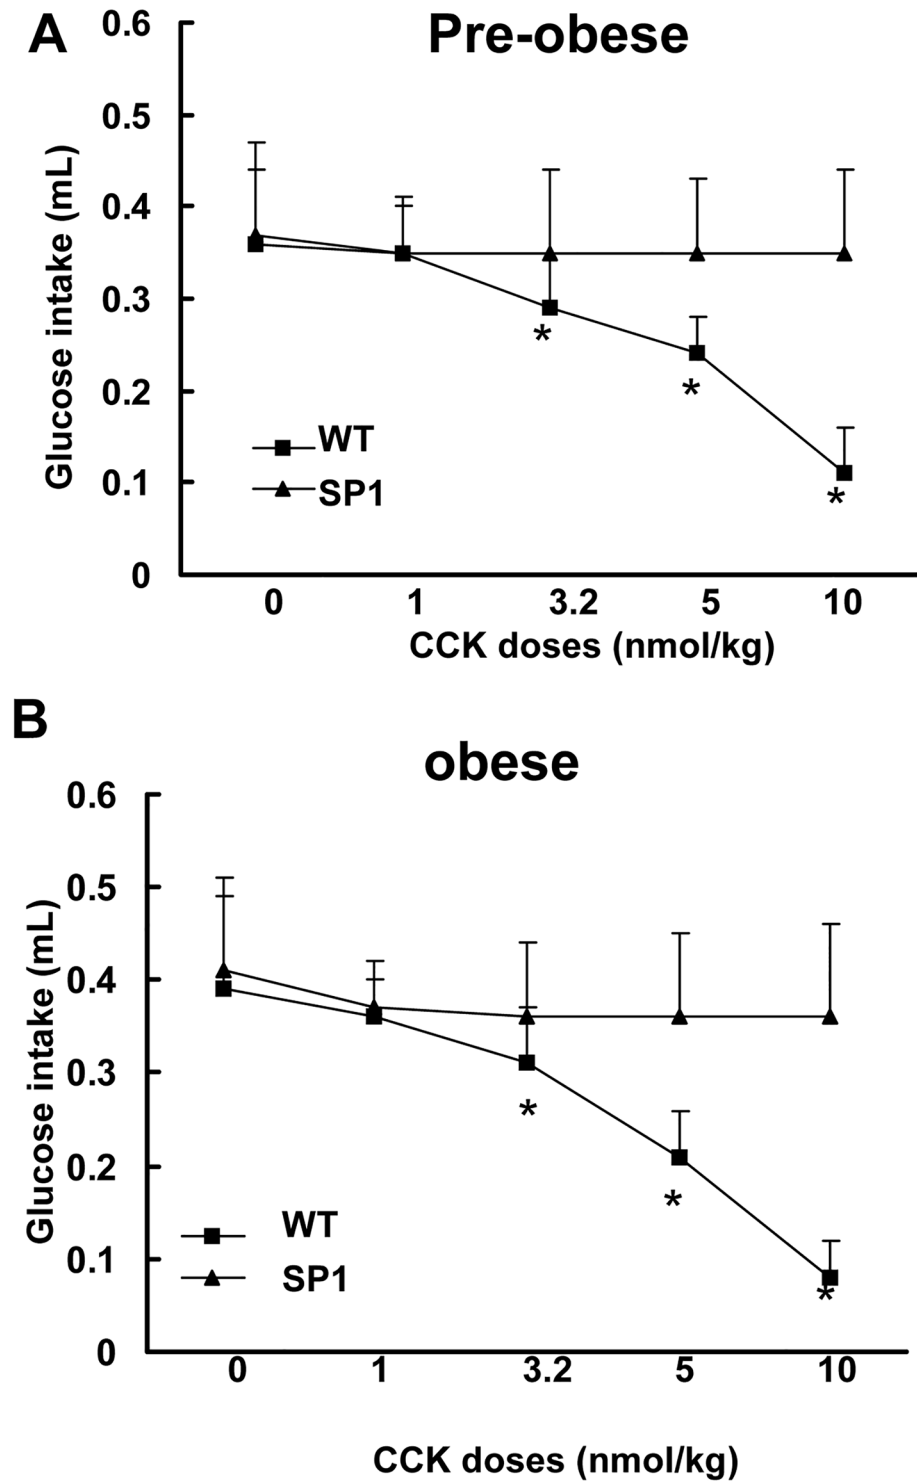 A
Pre-obese
0.6
0.5
0.4
0.3
0.2
0.1
0
Glucose intake (mL)
WT
SP1
*
*
*
0 1 3.2 5 10
CCK doses (nmol/kg)
B
obese
0.6
0.5
0.4
0.3
0.2
0.1
0
Glucose intake (mL)
WT
SP1
*
*
*
0 1 3.2 5 10
CCK doses (nmol/kg)